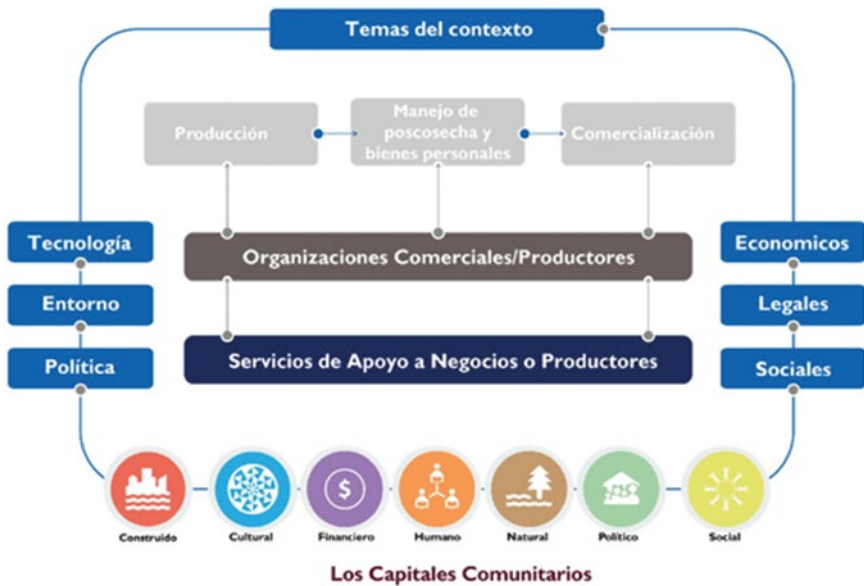 Temas del contexto
Producción
Manejo de
poscosecha y
bienes personales
Comercialización
Tecnología
Entorno
Política
Organizaciones Comerciales/Productores
Servicios de Apoyo a Negocios o Productores
Economicos
Legales
Sociales
$
Construido
Cultural
Financiero
Humano
Natural
Político
Social
Los Capitales Comunitarios